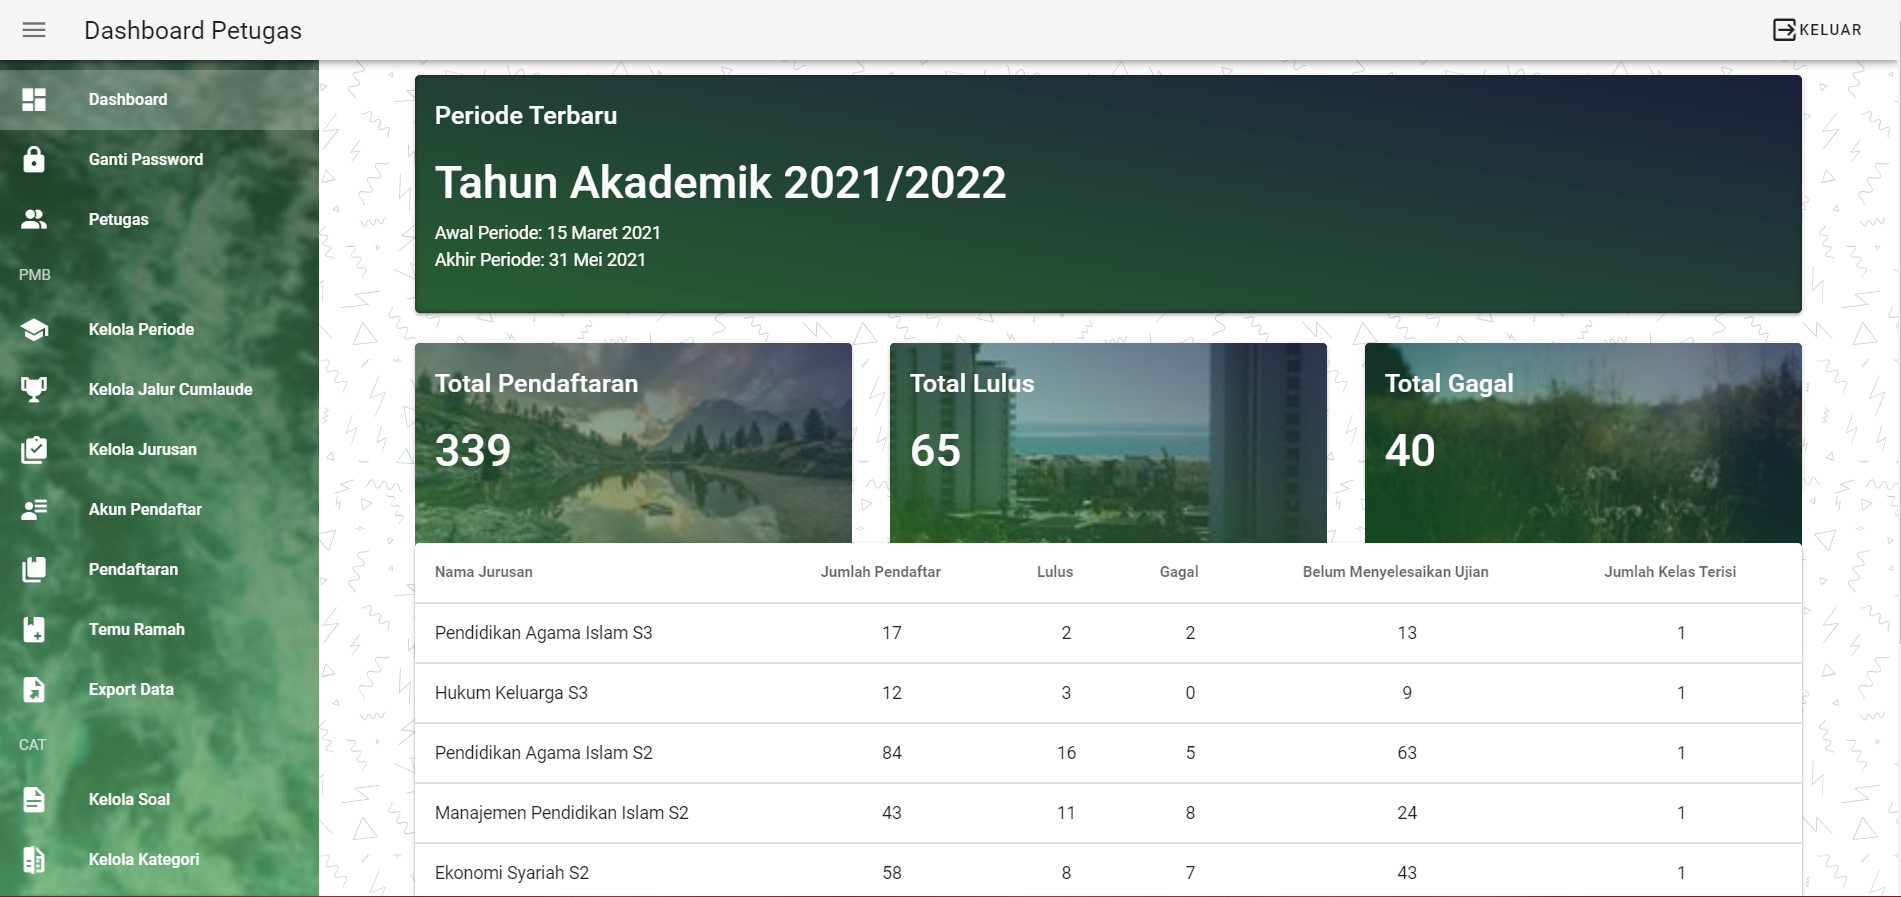 Dashboard Petugas
KELUAR
Dashboard
Ganti Password
Petugas
PMB
Kelola Periode
Kelola Jalur Cumlaude
Kelola Jurusan
Akun Pendaftar
Pendaftaran
Temu Ramah
Export Data
CAT
Kelola Soal
Kelola Kategori
Periode Terbaru
Tahun Akademik 2021/2022
Awal Periode: 15 Maret 2021
Akhir Periode: 31 Mei 2021
Total Pendaftaran
339
Total Lulus
65
Total Gagal
40
Nama Jurusan Jumlah Pendaftar Lulus Gagal Belum Menyelesaikan Ujian Jumlah Kelas Terisi
Pendidikan Agama Islam S3 17 2 2 13 1
Hukum Keluarga S3 12 3 0 9 1
Pendidikan Agama Islam S2 84 16 5 63 1
Manajemen Pendidikan Islam S2 43 11 8 24 1
Ekonomi Syariah S2 58 8 7 43 1